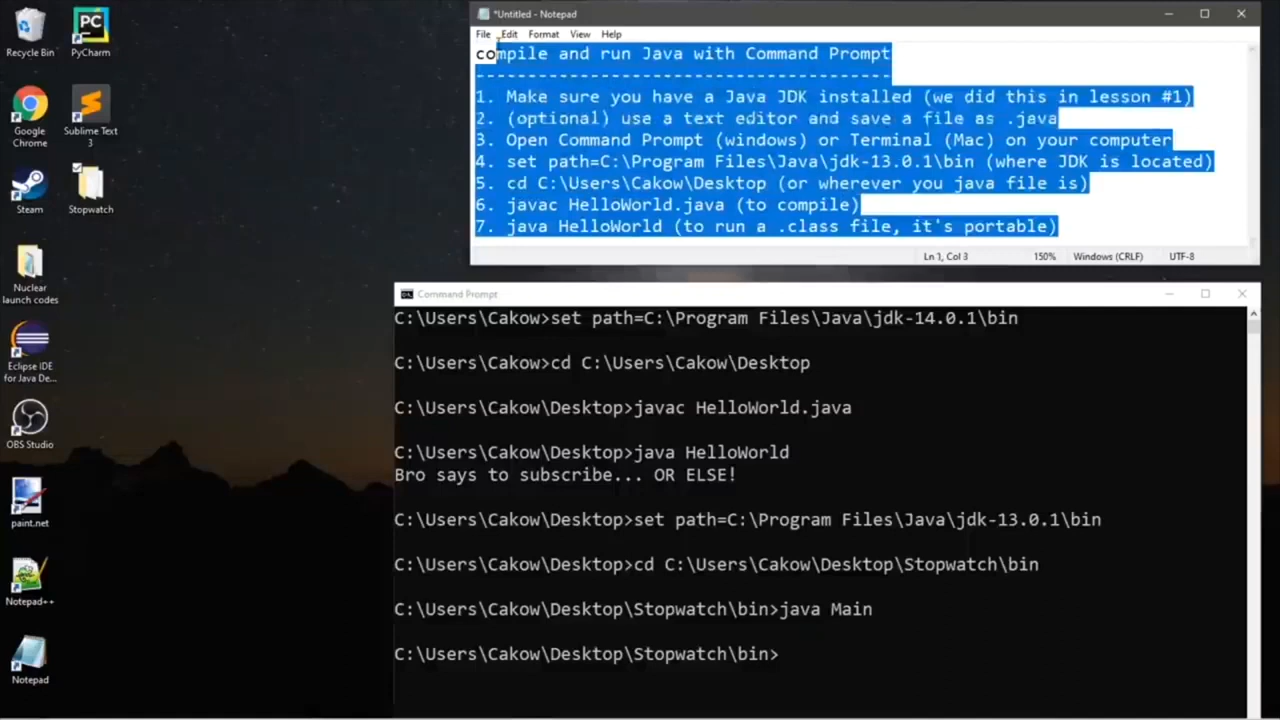 Recycle Bin
PyCharm
Google
Chrome
Sublime Text
3
Steam
Stopwatch
Nuclear
launch codes
Eclipse IDE
for Java De...
OBS Studio
paint.net
Notepad++
Notepad
*Untitled - Notepad
File Edit Format View Help
compile and run Java with Command Prompt
----------------------------------------
1. Make sure you have a Java JDK installed (we did this in lesson #1)
2. (optional) use a text editor and save a file as .java
3. Open Command Prompt (windows) or Terminal (Mac) on your computer
4. set path=C:\Program Files\Java\jdk-13.0.1\bin (where JDK is located)
5. cd C:\Users\Cakow\Desktop (or wherever you java file is)
6. javac HelloWorld.java (to compile)
7. java HelloWorld (to run a .class file, it's portable)
Ln 1, Col 3 150% Windows (CRLF) UTF-8
Command Prompt
C:\Users\Cakow>set path=C:\Program Files\Java\jdk-14.0.1\bin
C:\Users\Cakow>cd C:\Users\Cakow\Desktop
C:\Users\Cakow\Desktop>javac HelloWorld.java
C:\Users\Cakow\Desktop>java HelloWorld
Bro says to subscribe... OR ELSE!
C:\Users\Cakow\Desktop>set path=C:\Program Files\Java\jdk-13.0.1\bin
C:\Users\Cakow\Desktop>cd C:\Users\Cakow\Desktop\Stopwatch\bin
C:\Users\Cakow\Desktop\Stopwatch\bin>java Main
C:\Users\Cakow\Desktop\Stopwatch\bin>